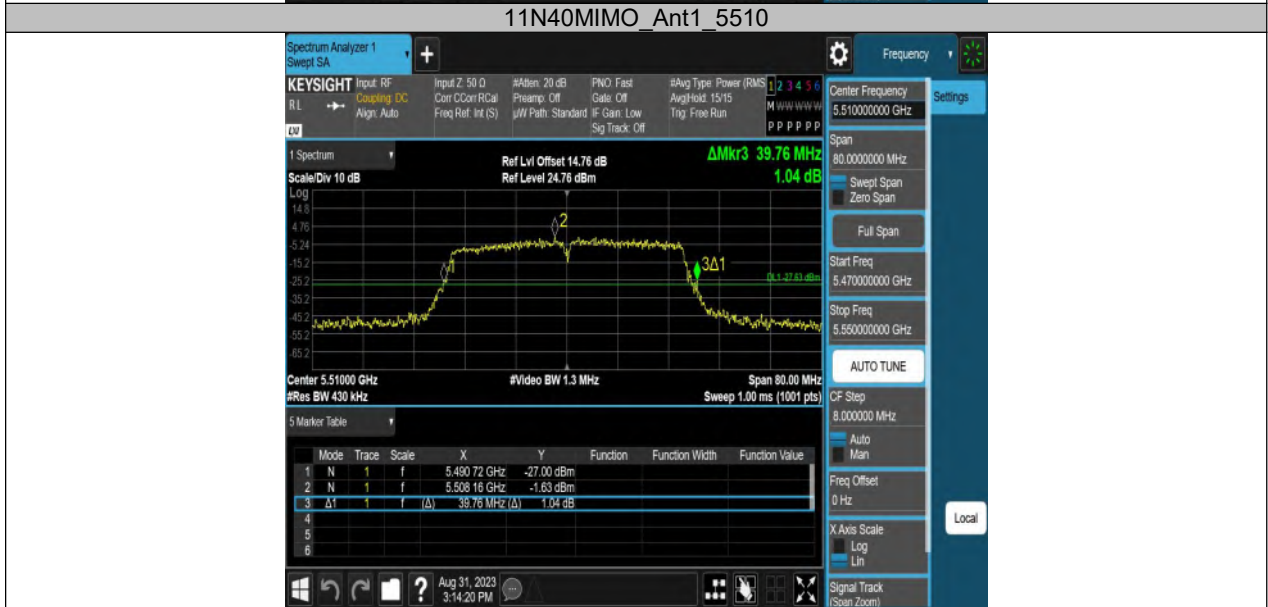 11N40MIMO_Ant1_5510
Spectrum Analyzer 1
Swept SA
+
Frequency
KEYSIGHT
RL
LXI
Input: RF
Coupling: DC
Align: Auto
Input Z: 50 Ω
Corr CCorr RCal
Freq Ref: Int (S)
#Atten: 20 dB
Preamp: Off
µW Path: Standard
PNO: Fast
Gate: Off
IF Gain: Low
Sig Track: Off
#Avg Type: Power (RMS
Avg|Hold: 15/15
Trig: Free Run
1 2 3 4 5 6
M W W W W W
P P P P P P
1 Spectrum
Scale/Div 10 dB
Ref Lvl Offset 14.76 dB
Ref Level 24.76 dBm
ΔMkr3 39.76 MHz
1.04 dB
Log
14.8
4.76
-5.24
-15.2
-25.2
-35.2
-45.2
-55.2
-65.2
1
2
3Δ1
DL1 -27.63 dBm
Center 5.51000 GHz
#Video BW 1.3 MHz
Span 80.00 MHz
#Res BW 430 kHz
Sweep 1.00 ms (1001 pts)
5 Marker Table
Mode Trace Scale X Y Function Function Width Function Value
1 N 1 f 5.490 72 GHz -27.00 dBm
2 N 1 f 5.508 16 GHz -1.63 dBm
3 Δ1 1 f (Δ) 39.76 MHz (Δ) 1.04 dB
4
5
6
?
Aug 31, 2023
3:14:20 PM
Center Frequency
5.510000000 GHz
Settings
Span
80.0000000 MHz
Swept Span
Zero Span
Full Span
Start Freq
5.470000000 GHz
Stop Freq
5.550000000 GHz
AUTO TUNE
CF Step
8.000000 MHz
Auto
Man
Freq Offset
0 Hz
Local
X Axis Scale
Log
Lin
Signal Track
(Span Zoom)